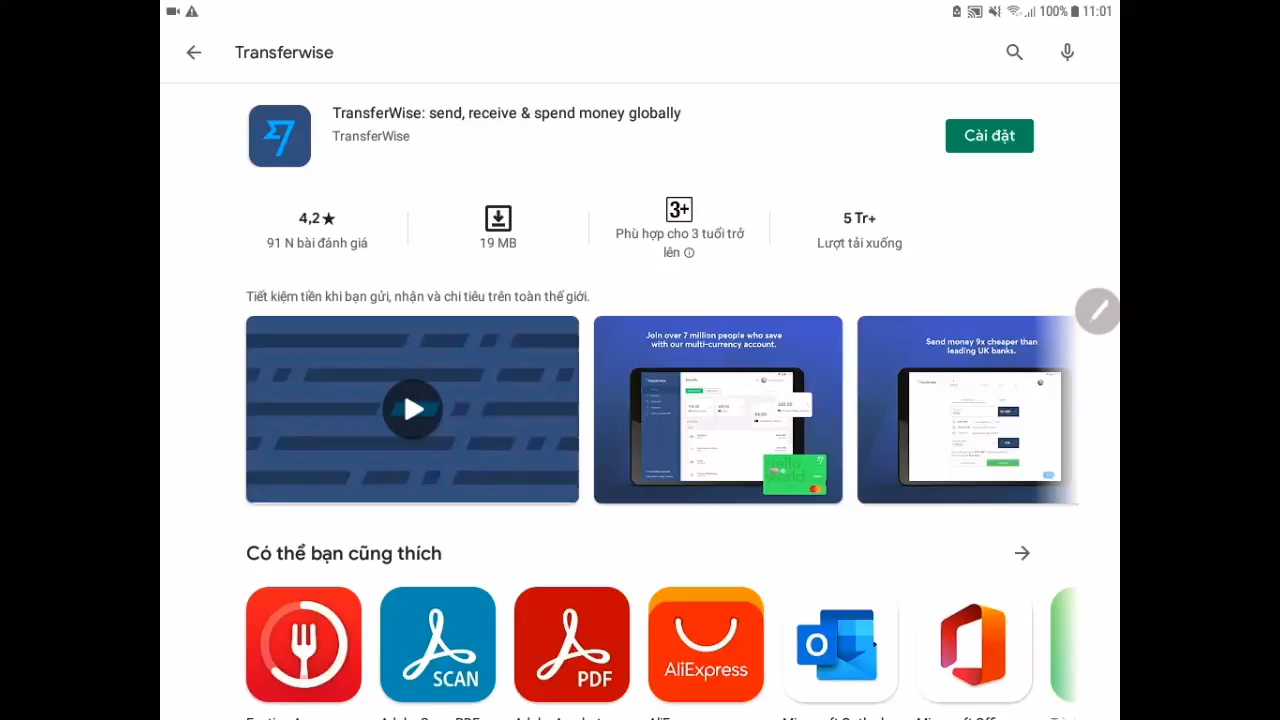 100% 11:01
Transferwise
TransferWise: send, receive & spend money globally
TransferWise
Cài đặt
4,2★
91 N bài đánh giá
19 MB
3+
Phù hợp cho 3 tuổi trở
lên
5 Tr+
Lượt tải xuống
Tiết kiệm tiền khi bạn gửi, nhận và chi tiêu trên toàn thế giới.
Join over 7 million people who save
with our multi-currency account.
Send money 9x cheaper than
leading UK banks.
Có thể bạn cũng thích
SCAN
PDF
AliExpress
O